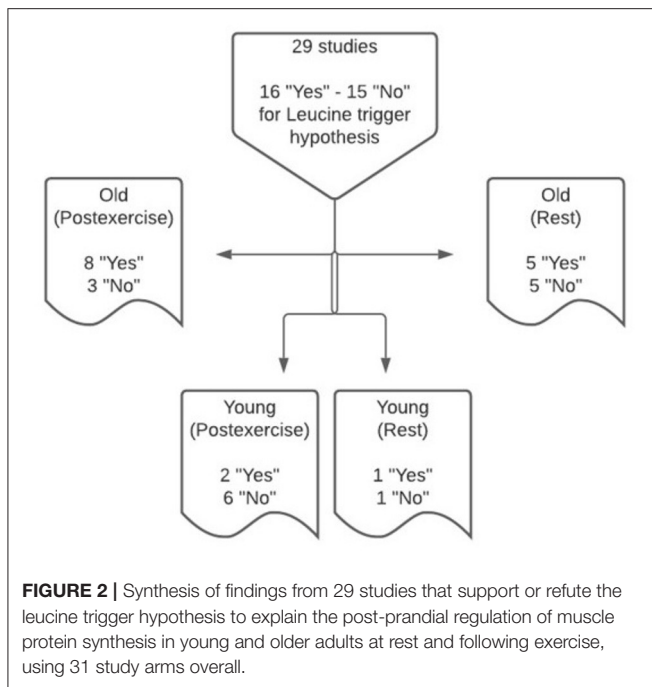 29 studies
16 "Yes" - 15 "No"
for Leucine trigger
hypothesis
Old
(Postexercise)
8 "Yes"
3 "No"
Old
(Rest)
5 "Yes"
5 "No"
Young
(Postexercise)
2 "Yes"
6 "No"
Young
(Rest)
1 "Yes"
1 "No"
FIGURE 2 | Synthesis of findings from 29 studies that support or refute the
leucine trigger hypothesis to explain the post-prandial regulation of muscle
protein synthesis in young and older adults at rest and following exercise,
using 31 study arms overall.